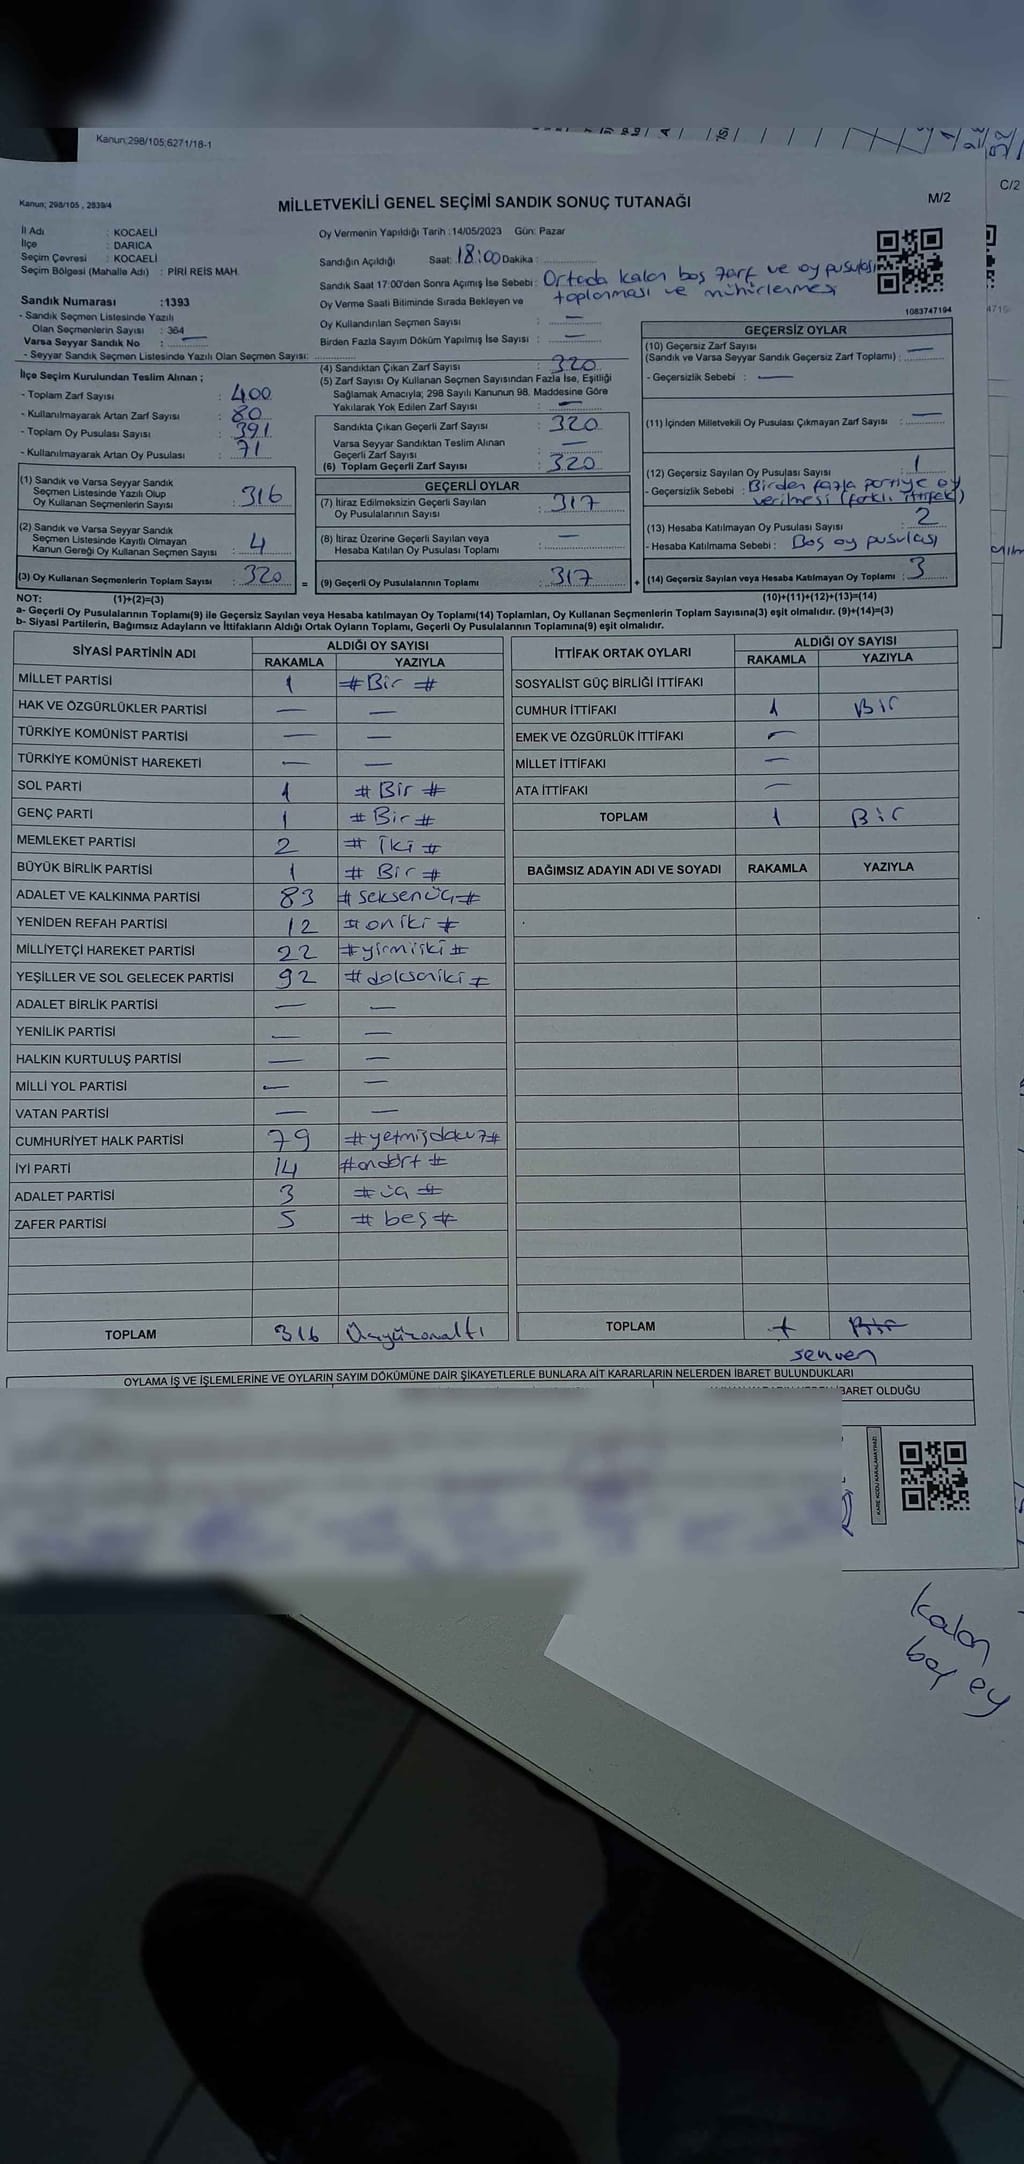 Kanun;298/105;6271/18-1
Kanun; 298/105 , 2839/4
MİLLETVEKİLİ GENEL SEÇİMİ SANDIK SONUÇ TUTANAĞI
M/2
C/2
İl Adı : KOCAELİ
İlçe : DARICA
Seçim Çevresi : KOCAELİ
Seçim Bölgesi (Mahalle Adı) : PİRİ REİS MAH.
Sandık Numarası :1393
- Sandık Seçmen Listesinde Yazılı
Olan Seçmenlerin Sayısı : 364
Varsa Seyyar Sandık No : —
- Seyyar Sandık Seçmen Listesinde Yazılı Olan Seçmen Sayısı:
İlçe Seçim Kurulundan Teslim Alınan ;
- Toplam Zarf Sayısı : 400
- Kullanılmayarak Artan Zarf Sayısı : 80
- Toplam Oy Pusulası Sayısı : 391
- Kullanılmayarak Artan Oy Pusulası : 71
(1) Sandık ve Varsa Seyyar Sandık
Seçmen Listesinde Yazılı Olup
Oy Kullanan Seçmenlerin Sayısı : 316
(2) Sandık ve Varsa Seyyar Sandık
Seçmen Listesinde Kayıtlı Olmayan
Kanun Gereği Oy Kullanan Seçmen Sayısı : 4
(3) Oy Kullanan Seçmenlerin Toplam Sayısı : 320 =
Oy Vermenin Yapıldığı Tarih :14/05/2023 Gün: Pazar
Sandığın Açıldığı Saat: 18:00 Dakika :
Sandık Saat 17:00'den Sonra Açımış İse Sebebi: Ortada kalan boş zarf ve oy pusulası
toplanması ve mühürlenmesi
Oy Verme Saati Bitiminde Sırada Bekleyen ve
Oy Kullandırılan Seçmen Sayısı : —
Birden Fazla Sayım Döküm Yapılmış İse Sayısı : —
(4) Sandıktan Çıkan Zarf Sayısı : 320
(5) Zarf Sayısı Oy Kullanan Seçmen Sayısından Fazla İse, Eşitliği
Sağlamak Amacıyla; 298 Sayılı Kanunun 98. Maddesine Göre
Yakılarak Yok Edilen Zarf Sayısı : —
Sandıkta Çıkan Geçerli Zarf Sayısı : 320
Varsa Seyyar Sandıktan Teslim Alınan
Geçerli Zarf Sayısı : —
(6) Toplam Geçerli Zarf Sayısı : 320
GEÇERLİ OYLAR
(7) İtiraz Edilmeksizin Geçerli Sayılan
Oy Pusulalarının Sayısı : 317
(8) İtiraz Üzerine Geçerli Sayılan veya
Hesaba Katılan Oy Pusulası Toplamı : —
(9) Geçerli Oy Pusulalarının Toplamı : 317 +
1083747194
GEÇERSİZ OYLAR
(10) Geçersiz Zarf Sayısı
(Sandık ve Varsa Seyyar Sandık Geçersiz Zarf Toplamı) : —
- Geçersizlik Sebebi : —
(11) İçinden Milletvekili Oy Pusulası Çıkmayan Zarf Sayısı : —
(12) Geçersiz Sayılan Oy Pusulası Sayısı : 1
- Geçersizlik Sebebi : Birden fazla partiye oy
verilmesi (farklı ittifak)
(13) Hesaba Katılmayan Oy Pusulası Sayısı : 2
- Hesaba Katılmama Sebebi : Boş oy pusulası
(14) Geçersiz Sayılan veya Hesaba Katılmayan Oy Toplamı : 3
NOT: (1)+(2)=(3)
(10)+(11)+(12)+(13)=(14)
a- Geçerli Oy Pusulalarının Toplamı(9) ile Geçersiz Sayılan veya Hesaba katılmayan Oy Toplamı(14) Toplamları, Oy Kullanan Seçmenlerin Toplam Sayısına(3) eşit olmalıdır. (9)+(14)=(3)
b- Siyasi Partilerin, Bağımsız Adayların ve İttifakların Aldığı Ortak Oyların Toplamı, Geçerli Oy Pusulalarının Toplamına(9) eşit olmalıdır.
SİYASİ PARTİNİN ADI ALDIĞI OY SAYISI
RAKAMLA YAZIYLA
MİLLET PARTİSİ 1 # Bir #
HAK VE ÖZGÜRLÜKLER PARTİSİ — —
TÜRKİYE KOMÜNİST PARTİSİ — —
TÜRKİYE KOMÜNİST HAREKETİ — —
SOL PARTİ 1 # Bir #
GENÇ PARTİ 1 # Bir #
MEMLEKET PARTİSİ 2 # İki #
BÜYÜK BİRLİK PARTİSİ 1 # Bir #
ADALET VE KALKINMA PARTİSİ 83 # seksenüç #
YENİDEN REFAH PARTİSİ 12 # oniki #
MİLLİYETÇİ HAREKET PARTİSİ 22 # yirmiiki #
YEŞİLLER VE SOL GELECEK PARTİSİ 92 # doksaniki #
ADALET BİRLİK PARTİSİ — —
YENİLİK PARTİSİ — —
HALKIN KURTULUŞ PARTİSİ — —
MİLLİ YOL PARTİSİ — —
VATAN PARTİSİ — —
CUMHURİYET HALK PARTİSİ 79 # yetmişdokuz #
İYİ PARTİ 14 # ondört #
ADALET PARTİSİ 3 # üç #
ZAFER PARTİSİ 5 # beş #
TOPLAM 316 Üçyüzonaltı
İTTİFAK ORTAK OYLARI ALDIĞI OY SAYISI
RAKAMLA YAZIYLA
SOSYALİST GÜÇ BİRLİĞİ İTTİFAKI
CUMHUR İTTİFAKI 1 Bir
EMEK VE ÖZGÜRLÜK İTTİFAKI —
MİLLET İTTİFAKI —
ATA İTTİFAKI —
TOPLAM 1 Bir
BAĞIMSIZ ADAYIN ADI VE SOYADI RAKAMLA YAZIYLA
TOPLAM 1 Bir
sehven
OYLAMA İŞ VE İŞLEMLERİNE VE OYLARIN SAYIM DÖKÜMÜNE DAİR ŞİKAYETLERLE BUNLARA AİT KARARLARIN NELERDEN İBARET BULUNDUKLARI
BARET OLDUĞU
KARE KODU KARALAMAYINIZ!
kalan
boş oy